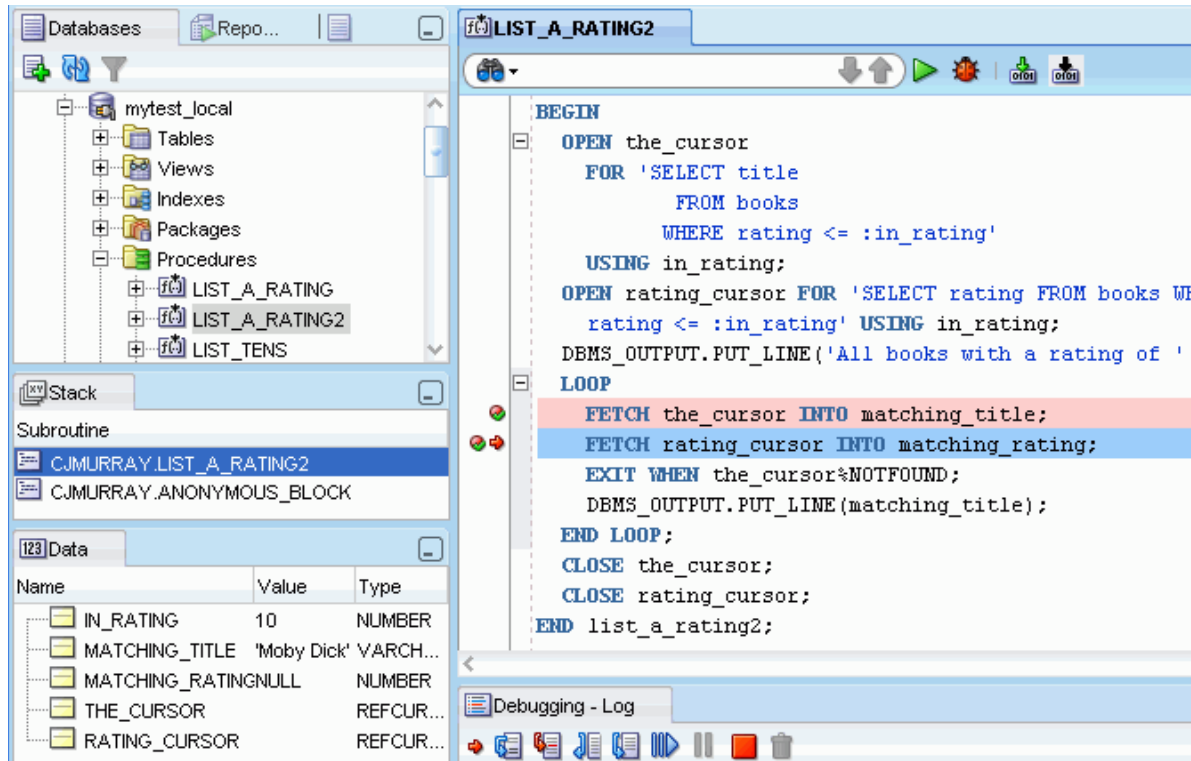 Databases
Repo...
mytest_local
Tables
Views
Indexes
Packages
Procedures
LIST_A_RATING
LIST_A_RATING2
LIST_TENS
Stack
Subroutine
CJMURRAY.LIST_A_RATING2
CJMURRAY.ANONYMOUS_BLOCK
Data
Name Value Type
IN_RATING 10 NUMBER
MATCHING_TITLE 'Moby Dick' VARCH...
MATCHING_RATING NULL NUMBER
THE_CURSOR REFCUR...
RATING_CURSOR REFCUR...
LIST_A_RATING2
BEGIN
OPEN the_cursor
FOR 'SELECT title
FROM books
WHERE rating <= :in_rating'
USING in_rating;
OPEN rating_cursor FOR 'SELECT rating FROM books WH
rating <= :in_rating' USING in_rating;
DBMS_OUTPUT.PUT_LINE('All books with a rating of '
LOOP
FETCH the_cursor INTO matching_title;
FETCH rating_cursor INTO matching_rating;
EXIT WHEN the_cursor%NOTFOUND;
DBMS_OUTPUT.PUT_LINE(matching_title);
END LOOP;
CLOSE the_cursor;
CLOSE rating_cursor;
END list_a_rating2;
Debugging - Log